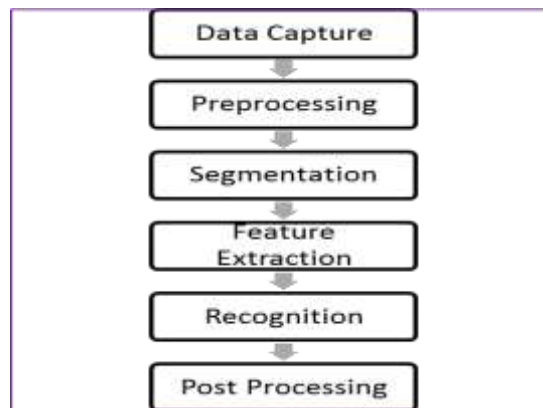 Data Capture
Preprocessing
Segmentation
Feature
Extraction
Recognition
Post Processing